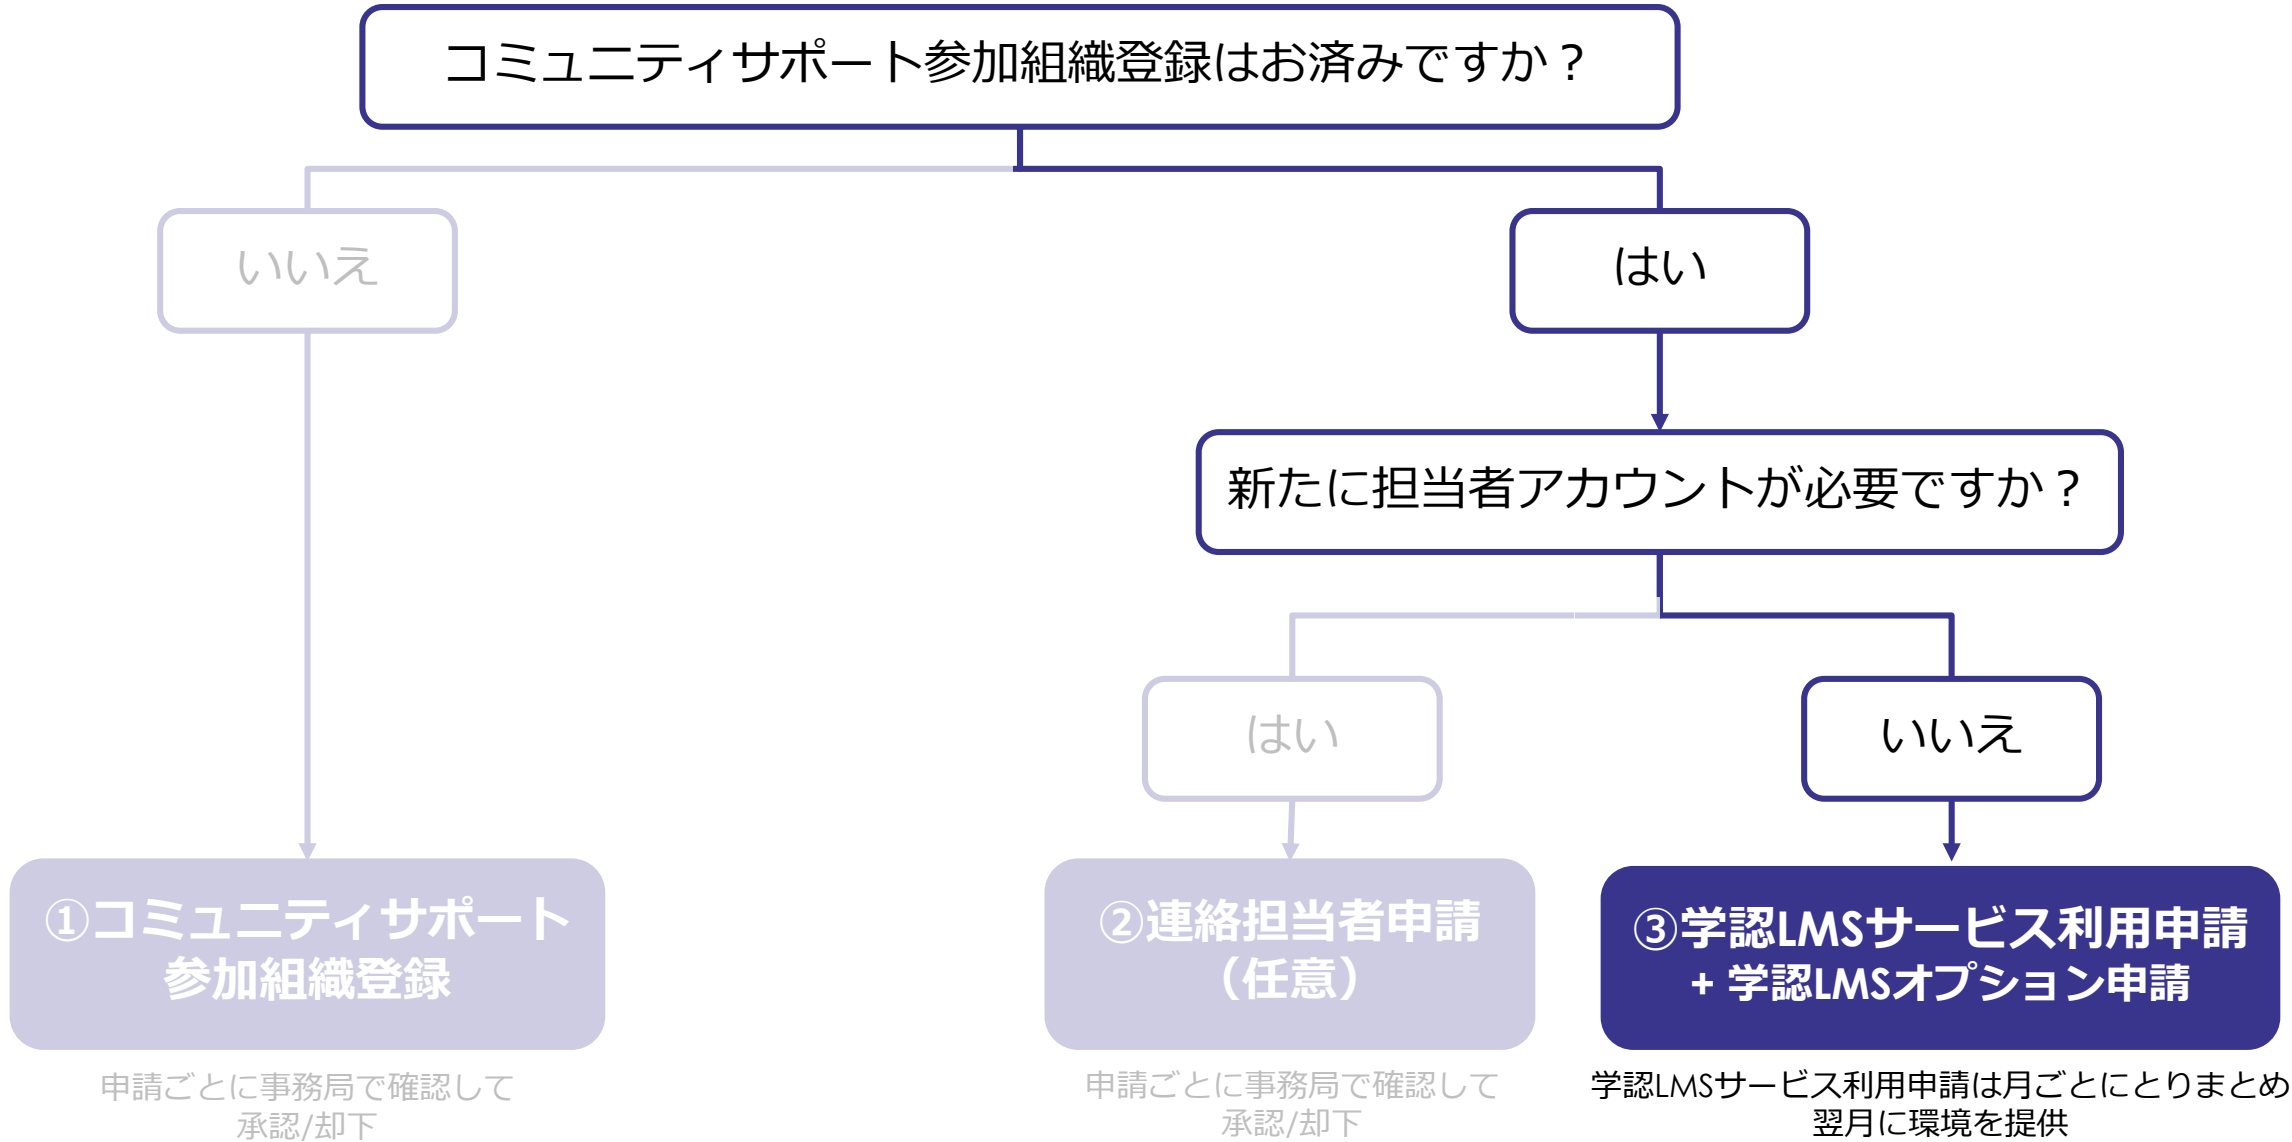 コミュニティサポート参加組織登録はお済みですか？
いいえ
はい
新たに担当者アカウントが必要ですか？
はい
いいえ
①コミュニティサポート
参加組織登録
申請ごとに事務局で確認して
承認/却下
②連絡担当者申請
（任意）
申請ごとに事務局で確認して
承認/却下
③学認LMSサービス利用申請
+ 学認LMSオプション申請
学認LMSサービス利用申請は月ごとにとりまとめ
翌月に環境を提供